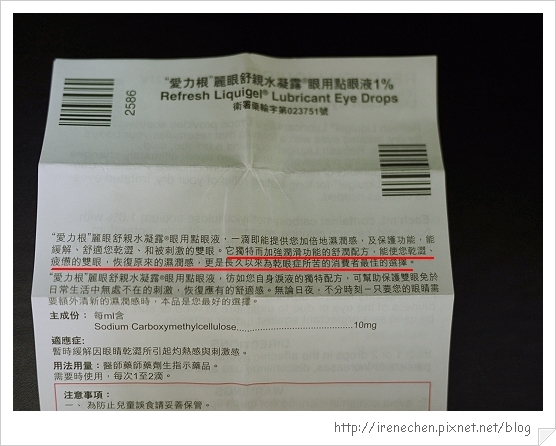 2586
"愛力根"麗眼舒親水凝露®眼用點眼液1%
Refresh Liquigel® Lubricant Eye Drops
衛署藥輸字第023751號
"愛力根"麗眼舒親水凝露®眼用點眼液，一滴即能提供您加倍地濕潤感，及保護功能，能
緩解、舒適您乾澀、和被刺激的雙眼。它獨特而加強潤滑功能的舒潤配方，能使您乾澀、
疲憊的雙眼，恢復原來的濕潤感，更是長久以來為乾眼症所苦的消費者最佳的選擇。
"愛力根"麗眼舒親水凝露®眼用點眼液，彷如您自身淚液的獨特配方，可幫助保護雙眼免於
日常生活中無處不在的刺激，恢復應有的舒適感。無論日夜，不分時刻－只要您的眼睛需
要額外清新的濕潤感時，本品是您最好的選擇。
主成份： 每ml含
Sodium Carboxymethylcellulose..............................10mg
適應症:
暫時緩解因眼睛乾澀所引起灼熱感與刺激感。
用法用量：醫師藥師藥劑生指示藥品。
需要時使用，每次1至2滴。
注意事項：
一、為防止兒童誤食請妥善保管。
http://irenechen.pixnet.net/blog